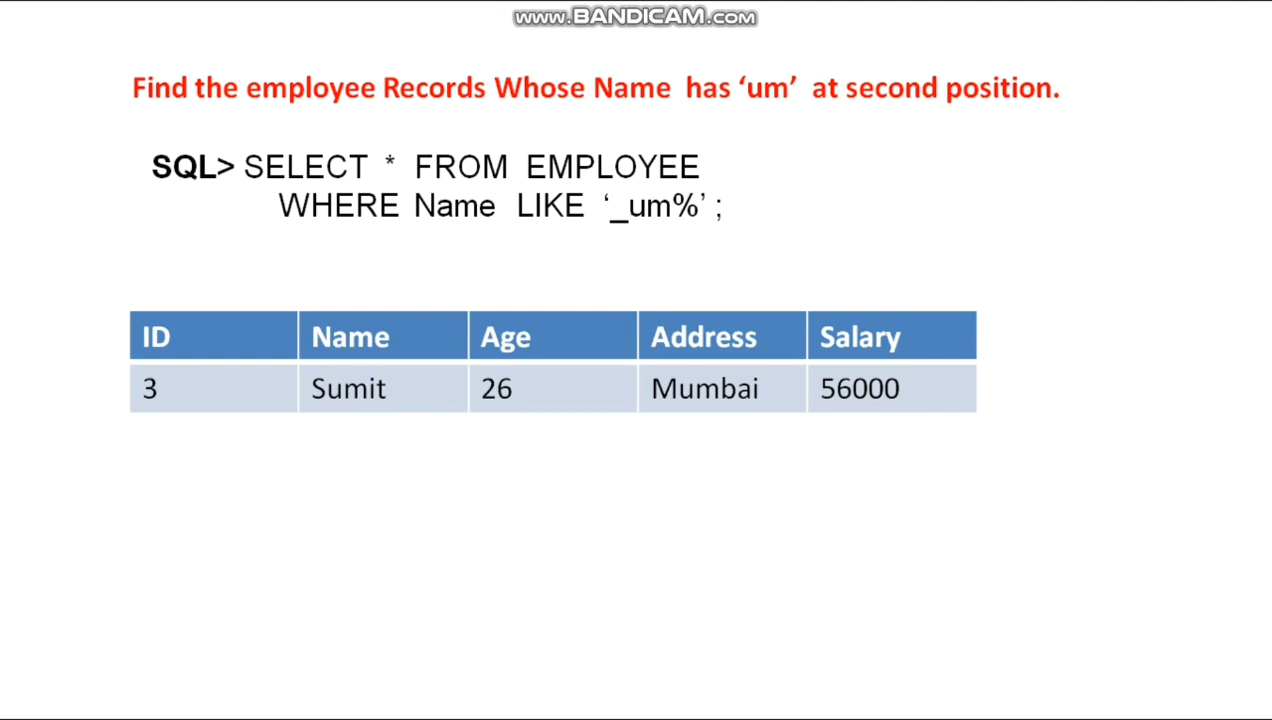 www.BANDICAM.com
Find the employee Records Whose Name has ‘um’ at second position.
SQL> SELECT * FROM EMPLOYEE
WHERE Name LIKE ‘_um%’ ;
ID Name Age Address Salary
3 Sumit 26 Mumbai 56000